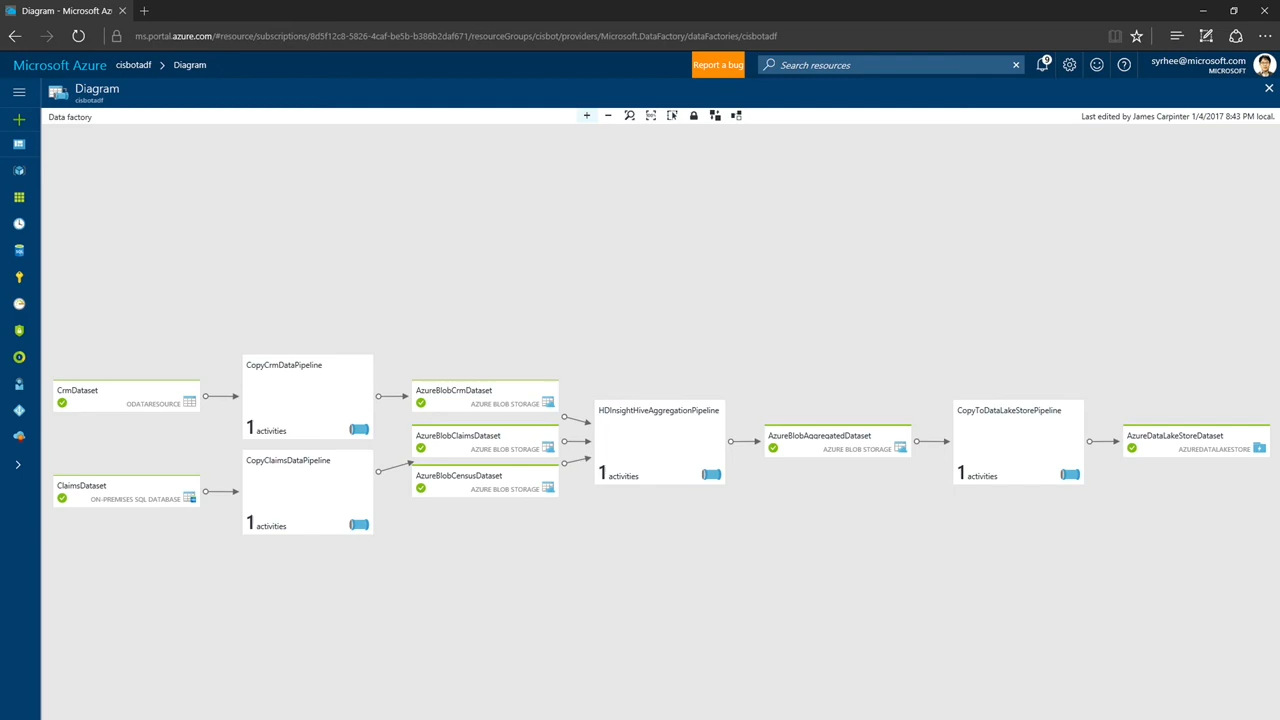 Diagram - Microsoft Az
ms.portal.azure.com/#resource/subscriptions/8d5f12c8-5826-4caf-be5b-b386b2daf671/resourceGroups/cisbot/providers/Microsoft.DataFactory/dataFactories/cisbotadf
Microsoft Azure cisbotadf > Diagram
Report a bug
Search resources
9
syrhee@microsoft.com
MICROSOFT
Diagram
cisbotadf
Data factory
100%
Last edited by James Carpinter 1/4/2017 8:43 PM local.
CrmDataset
ODATARESOURCE
ClaimsDataset
ON-PREMISES SQL DATABASE
CopyCrmDataPipeline
1 activities
CopyClaimsDataPipeline
1 activities
AzureBlobCrmDataset
AZURE BLOB STORAGE
AzureBlobClaimsDataset
AZURE BLOB STORAGE
AzureBlobCensusDataset
AZURE BLOB STORAGE
HDInsightHiveAggregationPipeline
1 activities
AzureBlobAggregatedDataset
AZURE BLOB STORAGE
CopyToDataLakeStorePipeline
1 activities
AzureDataLakeStoreDataset
AZUREDATALAKESTORE